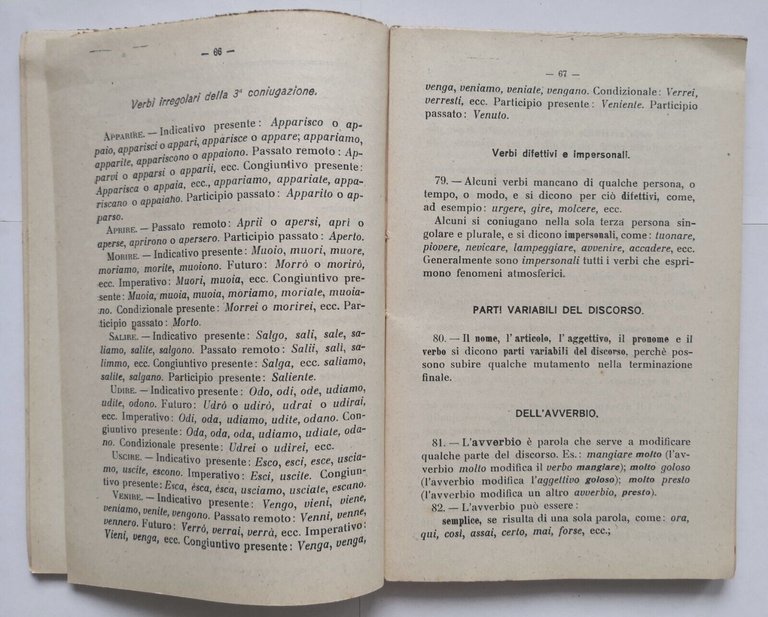 — 66 —
Verbi irregolari della 3ª coniugazione.
APPARIRE. — Indicativo presente: Apparisco o ap-
paio, apparisci o appari, apparisce o appare; appariamo,
apparite, appariscono o appaiono. Passato remoto: Ap-
parvi o apparsi o apparii, ecc. Congiuntivo presente:
Apparisca o appaia, ecc., appariamo, appariate, appa-
riscano o appaiano. Participio passato: Apparito o ap-
parso.
APRIRE. — Passato remoto: Aprii o apersi, aprì o
aperse, aprirono o apersero. Participio passato: Aperto.
MORIRE. — Indicativo presente: Muoio, muori, muore,
moriamo, morite, muoiono. Futuro: Morrò o morirò,
ecc. Imperativo: Muori, muoia, ecc. Congiuntivo pre-
sente: Muoia, muoia, muoia, moriamo, moriate, muoia-
no. Condizionale presente: Morrei o morirei, ecc. Par-
ticipio passato: Morto.
SALIRE. — Indicativo presente: Salgo, sali, sale, sa-
liamo, salite, salgono. Passato remoto: Salii, salì, sa-
limmo, ecc. Congiuntivo presente: Salga, ecc. saliamo,
salite, salgano. Participio presente: Saliente.
UDIRE. — Indicativo presente: Odo, odi, ode, udiamo,
udite, odono. Futuro: Udrò o udirò, udrai o udirai,
ecc. Imperativo: Odi, oda, udiamo, udite, odano. Con-
giuntivo presente: Oda, oda, oda, udiamo, udiate, oda-
no. Condizionale presente: Udrei o udirei, ecc.
USCIRE. — Indicativo presente: Esco, esci, esce, uscia-
mo, uscite, escono. Imperativo: Esci, uscite. Congiun-
tivo presente: Esca, èsca, èsca, usciamo, usciate, escano.
VENIRE. — Indicativo presente: Vengo, vieni, viene,
veniamo, venite, vengono. Passato remoto: Venni, venne,
vennero. Futuro: Verrò, verrai, verrà, ecc. Imperativo:
Vieni, venga, ecc. Congiuntivo presente: Venga, venga,
— 67 —
venga, veniamo, veniate, vengano. Condizionale: Verrei,
verresti, ecc. Participio presente: Veniente. Participio
passato: Venuto.
Verbi difettivi e impersonali.
79. — Alcuni verbi mancano di qualche persona, o
tempo, o modo, e si dicono per ciò difettivi, come,
ad esempio: urgere, gire, molcere, ecc.
Alcuni si coniugano nella sola terza persona sin-
golare e plurale, e si dicono impersonali, come: tuonare,
piovere, nevicare, lampeggiare, avvenire, accadere, ecc.
Generalmente sono impersonali tutti i verbi che espri-
mono fenomeni atmosferici.
PARTI VARIABILI DEL DISCORSO.
80. — Il nome, l'articolo, l'aggettivo, il pronome e il
verbo si dicono parti variabili del discorso, perchè pos-
sono subire qualche mutamento nella terminazione
finale.
DELL'AVVERBIO.
81. — L'avverbio è parola che serve a modificare
qualche parte del discorso. Es.: mangiare molto (l'av-
verbio molto modifica il verbo mangiare); molto goloso
(l'avverbio modifica l'aggettivo goloso); molto presto
(l'avverbio modifica un altro avverbio, presto).
82. — L'avverbio può essere:
semplice, se risulta di una sola parola, come: ora,
qui, così, assai, certo, mai, forse, ecc.;